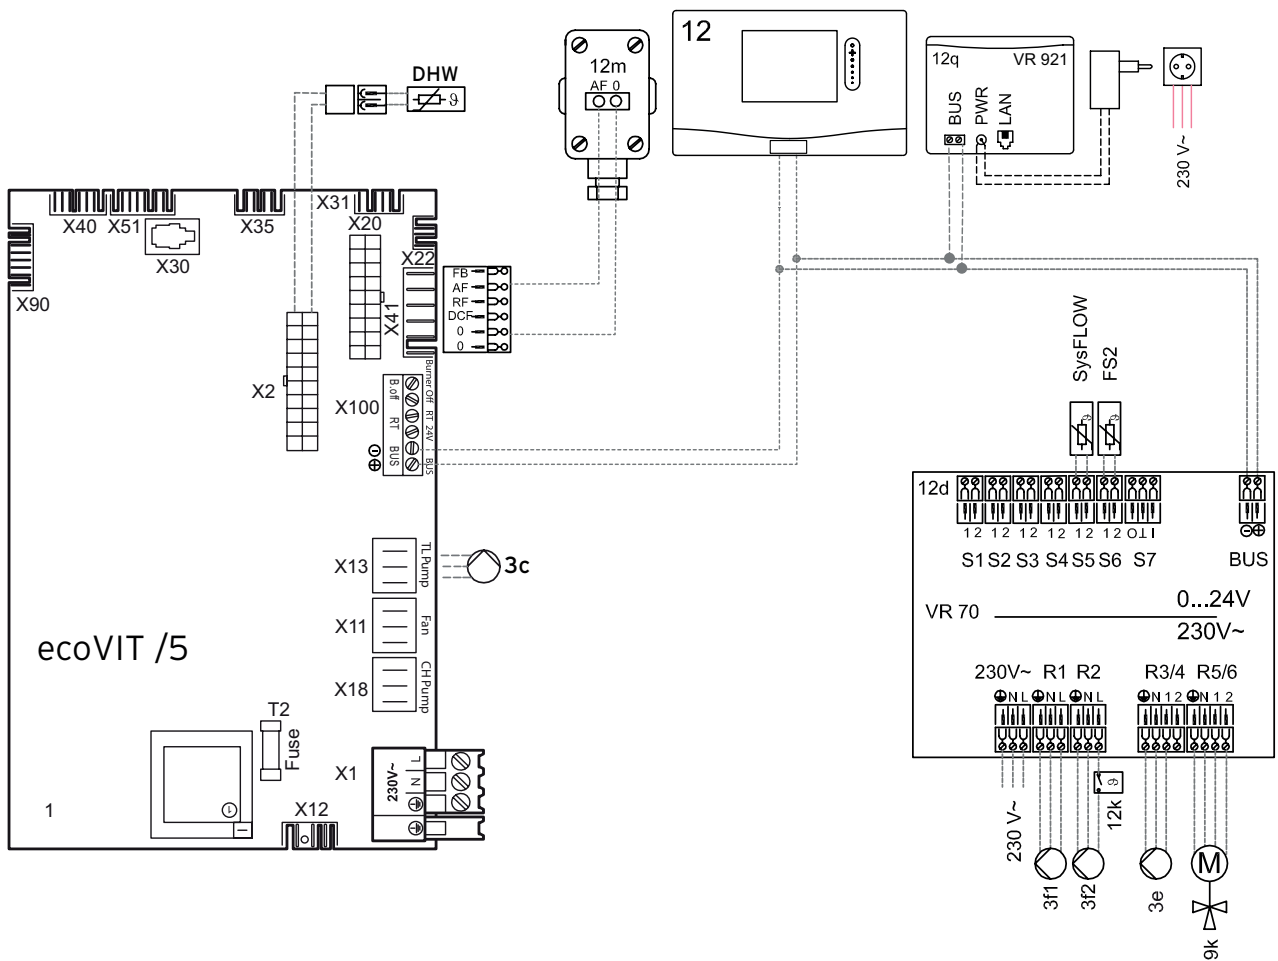 DHW
12m
AF 0
12
12q
VR 921
BUS
PWR
LAN
230 V~
X40
X51
X35
X31
X20
X30
X22
X90
X41
FB
AF
RF
DCF
0
0
X2
X100
B.off
RT
BUS
Burner Off
RT 24V
BUS
SysFLOW
FS2
12d
1 2
1 2
1 2
1 2
1 2
1 2
O T I
S1 S2 S3 S4 S5 S6 S7
BUS
VR 70
0...24V
230V~
230V~
R1
R2
R3/4
R5/6
N L
N L
N L
N 1 2
N 1 2
X13
TL Pump
3c
X11
Fan
ecoVIT /5
X18
CH Pump
T2
Fuse
X1
230V~
L
N
1
1
X12
12k
230 V~
3f1
3f2
3e
M
9k